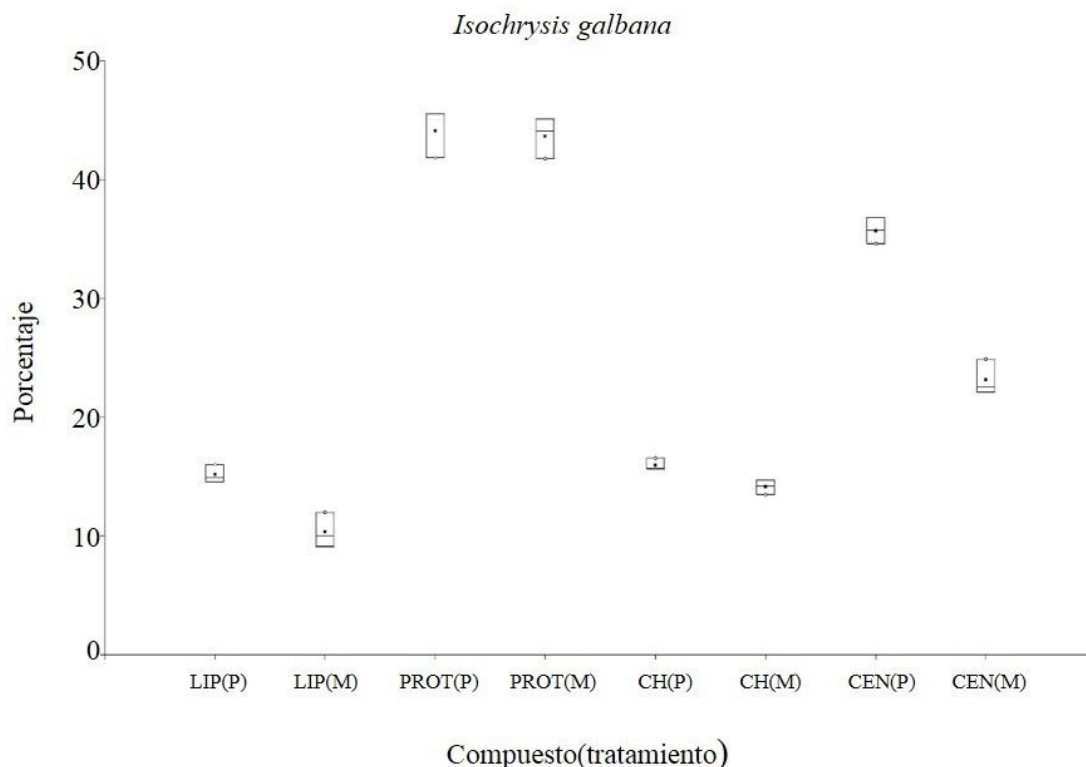 Isochrysis galbana
50
40
30
20
10
0
Porcentaje
LIP(P) LIP(M) PROT(P) PROT(M) CH(P) CH(M) CEN(P) CEN(M)
Compuesto(tratamiento)